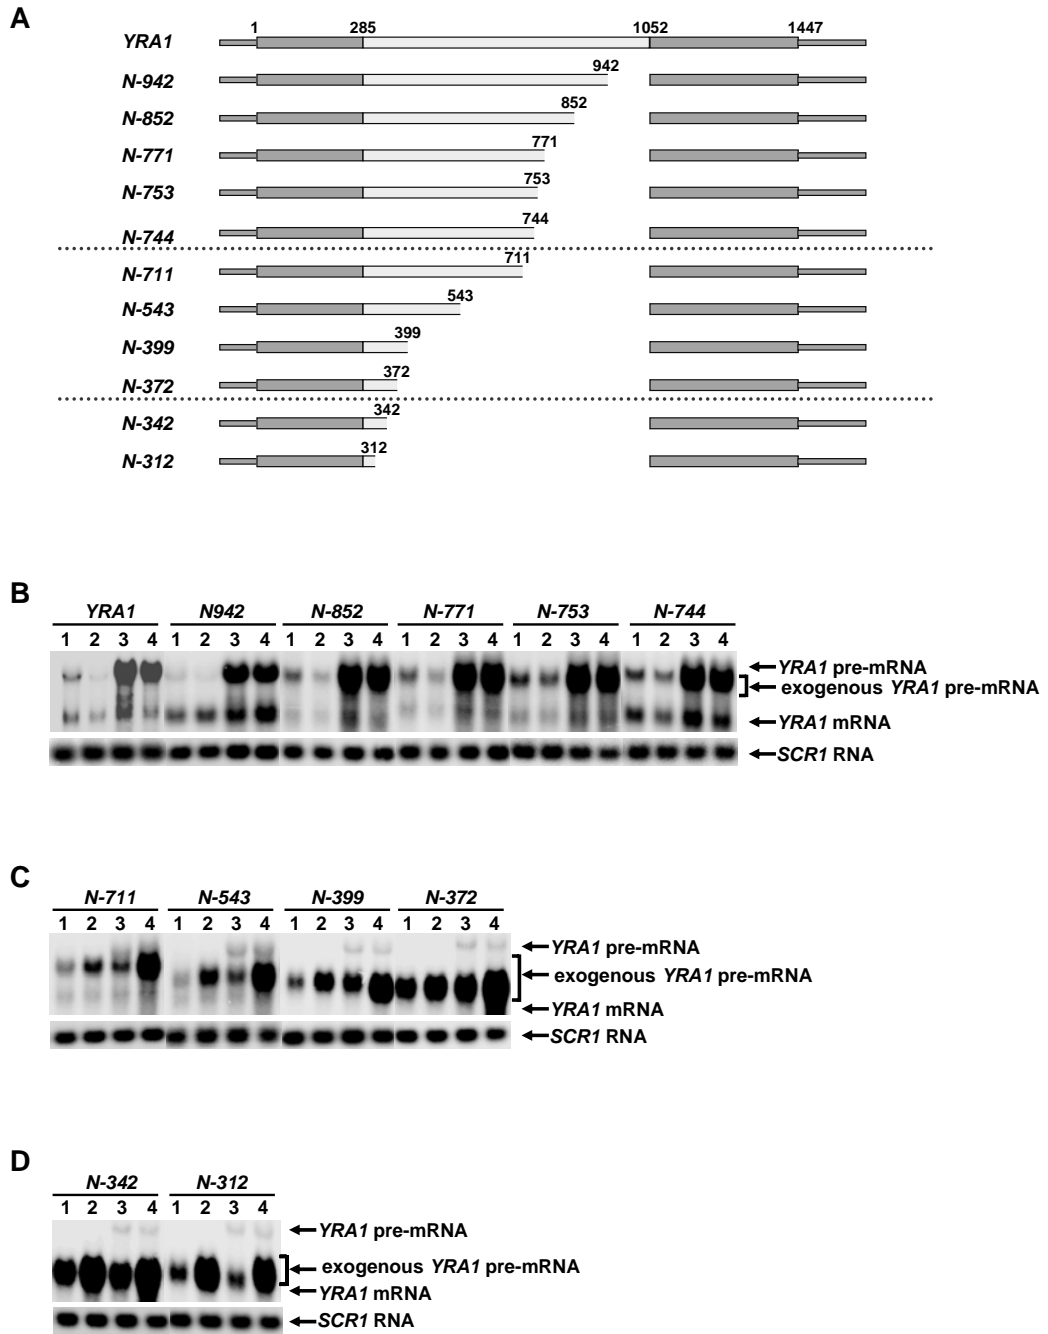 A
1 285 1052 1447
YRA1
942
N-942
852
N-852
771
N-771
753
N-753
744
N-744
711
N-711
543
N-543
399
N-399
372
N-372
342
N-342
312
N-312
B
YRA1 N942 N-852 N-771 N-753 N-744
1 2 3 4 1 2 3 4 1 2 3 4 1 2 3 4 1 2 3 4 1 2 3 4
YRA1 pre-mRNA
exogenous YRA1 pre-mRNA
YRA1 mRNA
SCR1 RNA
C
N-711 N-543 N-399 N-372
1 2 3 4 1 2 3 4 1 2 3 4 1 2 3 4
YRA1 pre-mRNA
exogenous YRA1 pre-mRNA
YRA1 mRNA
SCR1 RNA
D
N-342 N-312
1 2 3 4 1 2 3 4
YRA1 pre-mRNA
exogenous YRA1 pre-mRNA
YRA1 mRNA
SCR1 RNA